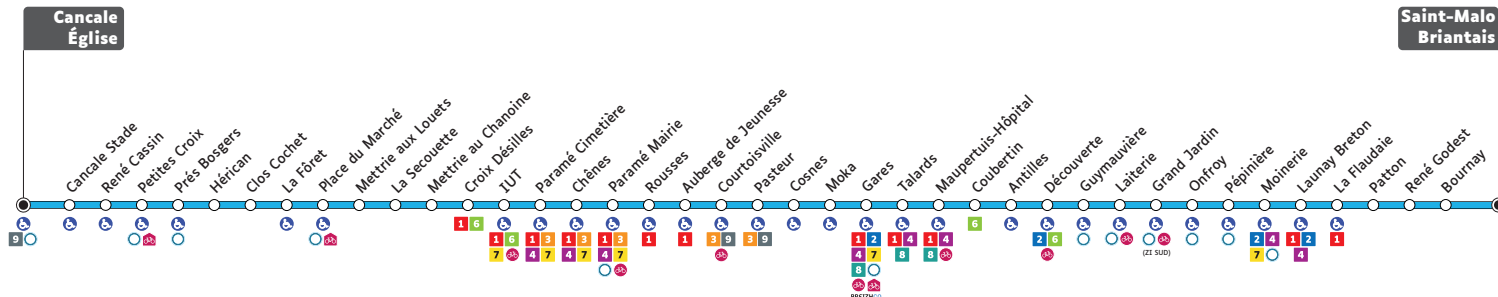 Cancale
Église
Saint-Malo
Briantais
Cancale Stade
René Cassin
Petites Croix
Prés Bosgers
Hérican
Clos Cochet
La Fôret
Place du Marché
Mettrie aux Louets
La Secouette
Mettrie au Chanoine
Croix Désilles
IUT
Paramé Cimetière
Chênes
Paramé Mairie
Rousses
Auberge de Jeunesse
Courtoisville
Pasteur
Cosnes
Moka
Gares
Talards
Maupertuis-Hôpital
Coubertin
Antilles
Découverte
Guymauvière
Laiterie
Grand Jardin
Onfroy
Pépinière
Moinerie
Launay Breton
La Flaudale
Patton
René Godest
Bournay
9
1 6
1 6
7
1 3
4 7
1 3
4 7
1 3
4 7
1
1
3 9
3 9
1 2
4 7
8
BREIZHGO
1 4
8
1 4
8
6
2 6
(ZI SUD)
2 4
7
1 2
4
1